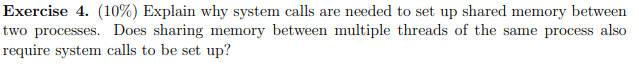 Exercise 4. (10%) Explain why system calls are needed to set up shared memory between
two processes. Does sharing memory between multiple threads of the same process also
require system calls to be set up?